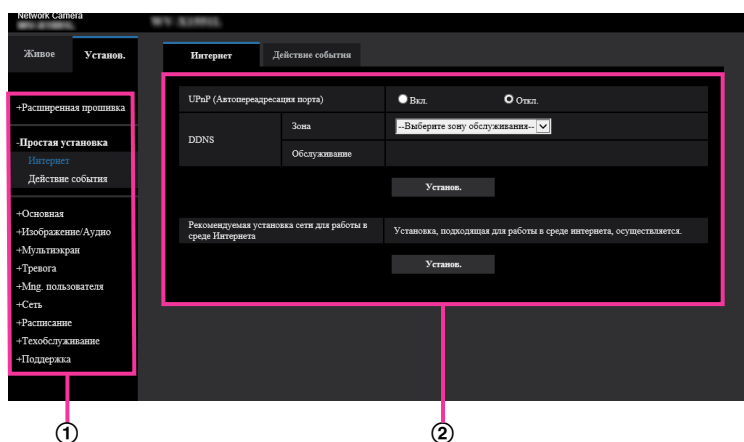 Network Camera
Живое
Установ.
+Расширенная прошивка
-Простая установка
Интернет
Действие события
+Основная
+Изображение/Аудио
+Мультиэкран
+Тревога
+Mng. пользователя
+Сеть
+Расписание
+Техобслуживание
+Поддержка
Интернет
Действие события
UPnP (Автопереадресация порта)
Вкл.
Откл.
DDNS
Зона
--Выберите зону обслуживания--
Обслуживание
Установ.
Рекомендуемая установка сети для работы в
среде Интернета
Установка, подходящая для работы в среде интернета, осуществляется.
Установ.
①
②